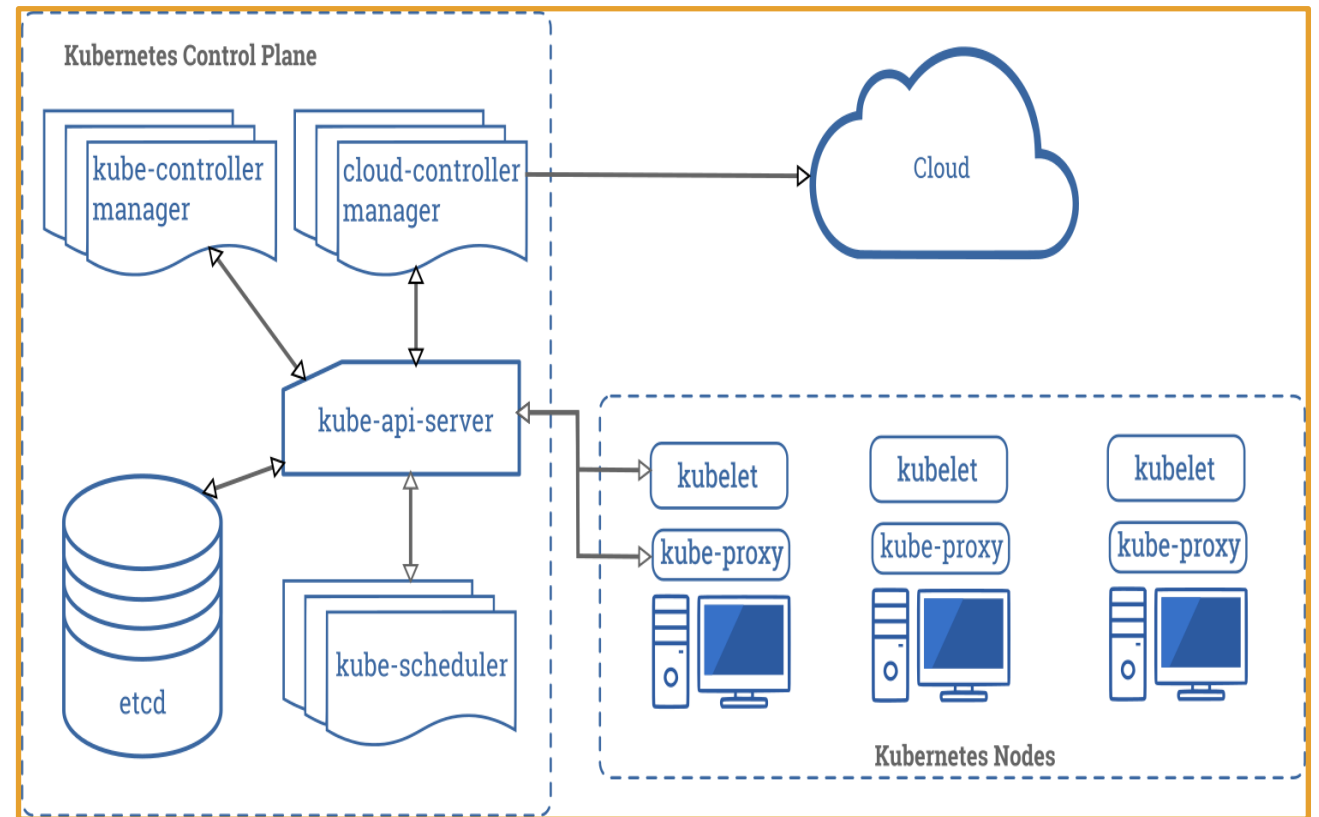 Kubernetes Control Plane
kube-controller
manager
cloud-controller
manager
Cloud
kube-api-server
kubelet
kubelet
kubelet
kube-proxy
kube-proxy
kube-proxy
etcd
kube-scheduler
Kubernetes Nodes